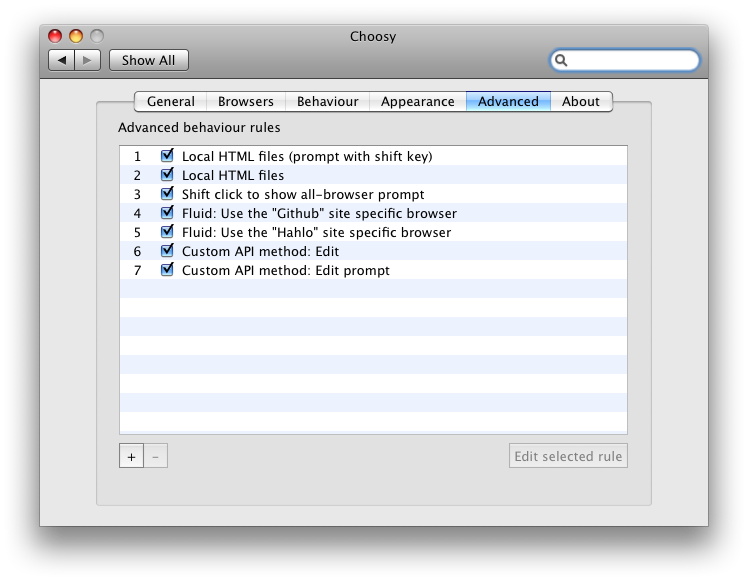 Choosy
Show All
General Browsers Behaviour Appearance Advanced About
Advanced behaviour rules
1 Local HTML files (prompt with shift key)
2 Local HTML files
3 Shift click to show all-browser prompt
4 Fluid: Use the "Github" site specific browser
5 Fluid: Use the "Hahlo" site specific browser
6 Custom API method: Edit
7 Custom API method: Edit prompt
+ - Edit selected rule